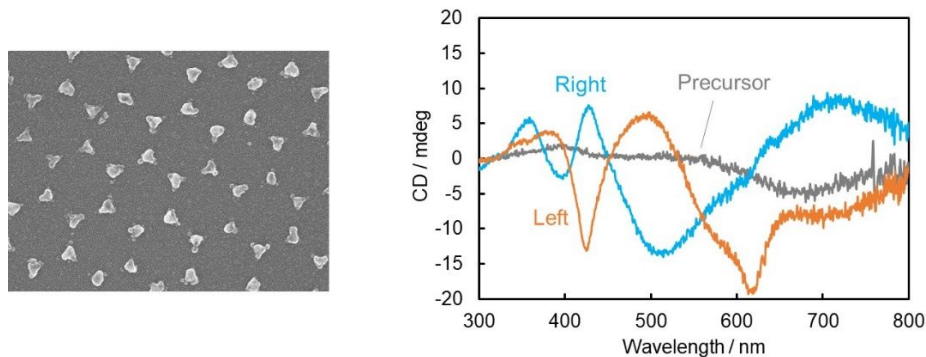 20
15
10
5
0
-5
-10
-15
-20
CD / mdeg
Right
Precursor
Left
300 400 500 600 700 800
Wavelength / nm